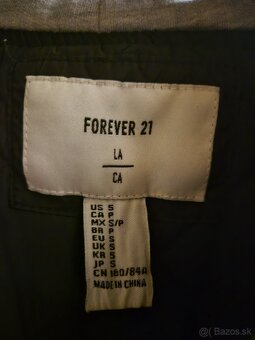 FOREVER 21
LA
CA
US S
CA P
MX S/P
BR P
EU S
UK S
KR S
JP S
CN 160/84A
MADE IN CHINA
Bazos.sk